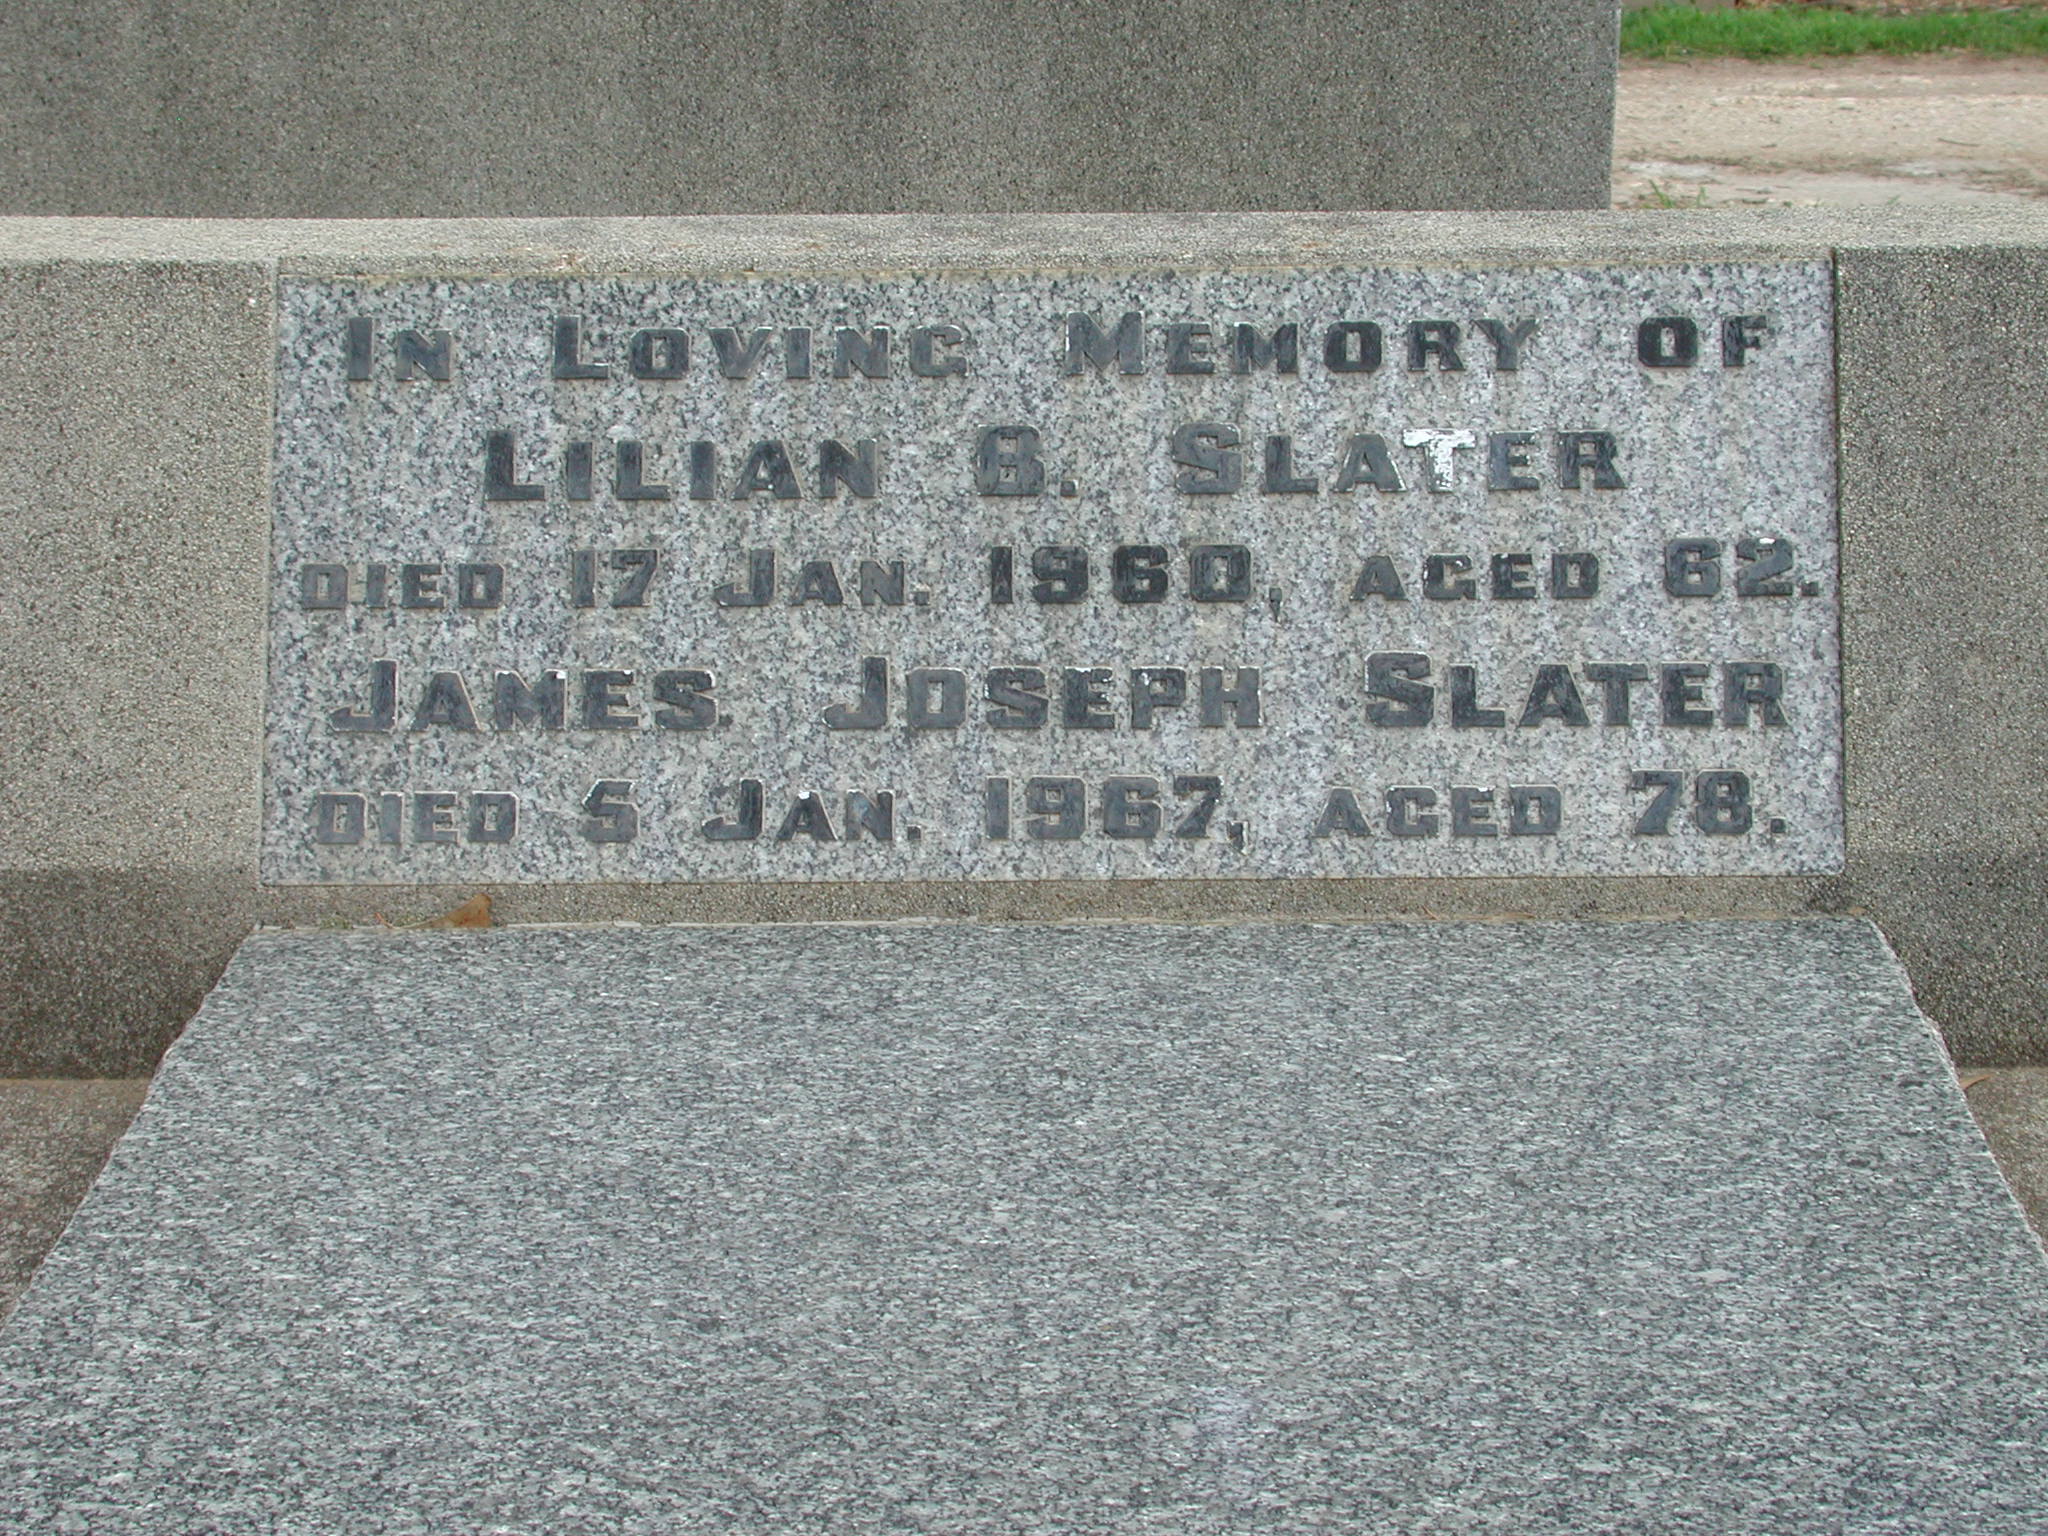 In Loving Memory of
Lilian B. Slater
died 17 Jan. 1960, aged 62.
James Joseph Slater
died 5 Jan. 1967, aged 78.